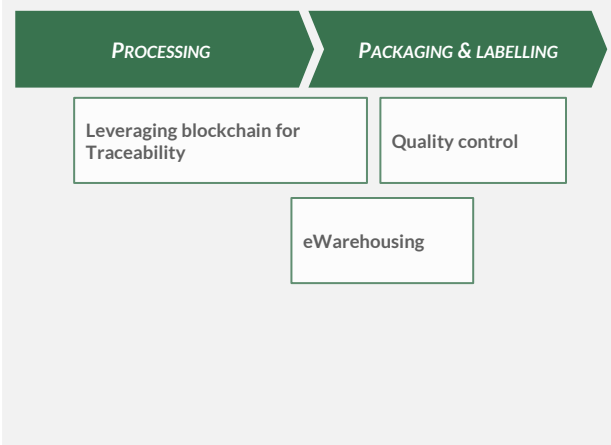 PROCESSING
PACKAGING & LABELLING
Leveraging blockchain for
Traceability
Quality control
eWarehousing